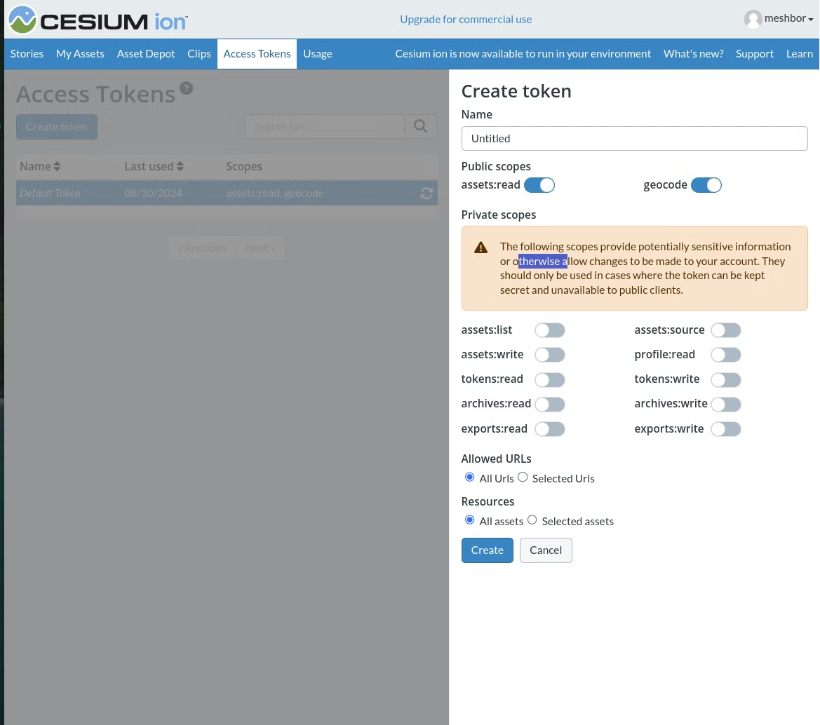 CESIUM ion
Upgrade for commercial use
meshbor
Stories My Assets Asset Depot Clips Access Tokens Usage Cesium ion is now available to run in your environment What's new? Support Learn
Access Tokens ?
Create token
Search for...
Name Last used Scopes
Default Token 08/30/2024 assets:read, geocode
« Previous Next »
Create token
Name
Untitled
Public scopes
assets:read geocode
Private scopes
The following scopes provide potentially sensitive information
or otherwise allow changes to be made to your account. They
should only be used in cases where the token can be kept
secret and unavailable to public clients.
assets:list assets:source
assets:write profile:read
tokens:read tokens:write
archives:read archives:write
exports:read exports:write
Allowed URLs
All Urls Selected Urls
Resources
All assets Selected assets
Create Cancel